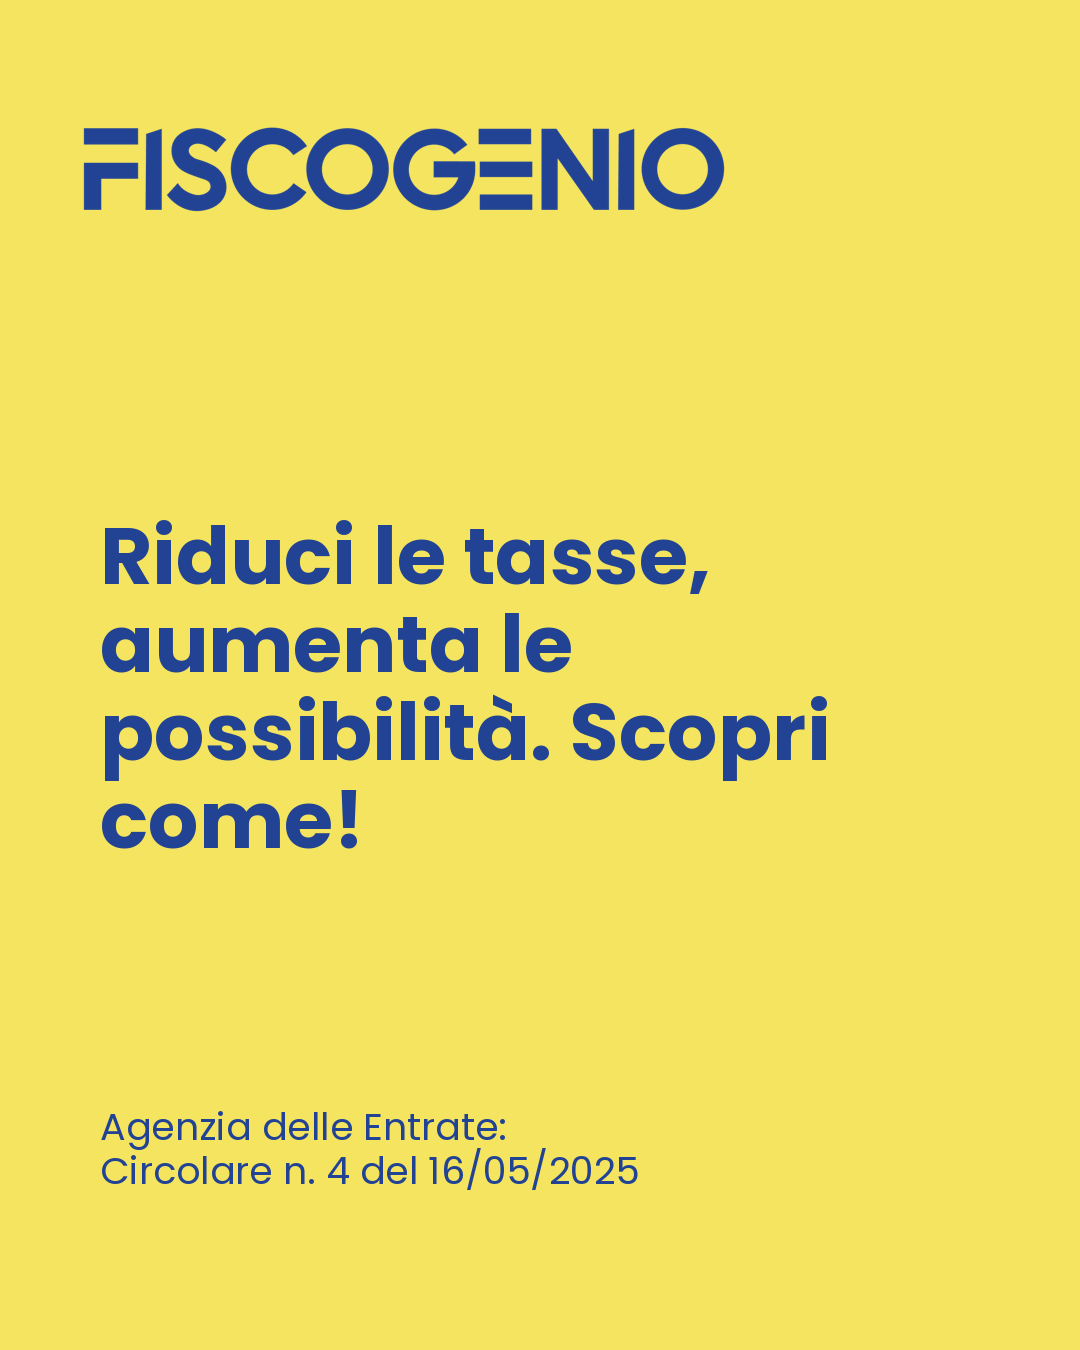 FISCOGENIO
Riduci le tasse,
aumenta le
possibilità. Scopri
come!
Agenzia delle Entrate:
Circolare n. 4 del 16/05/2025